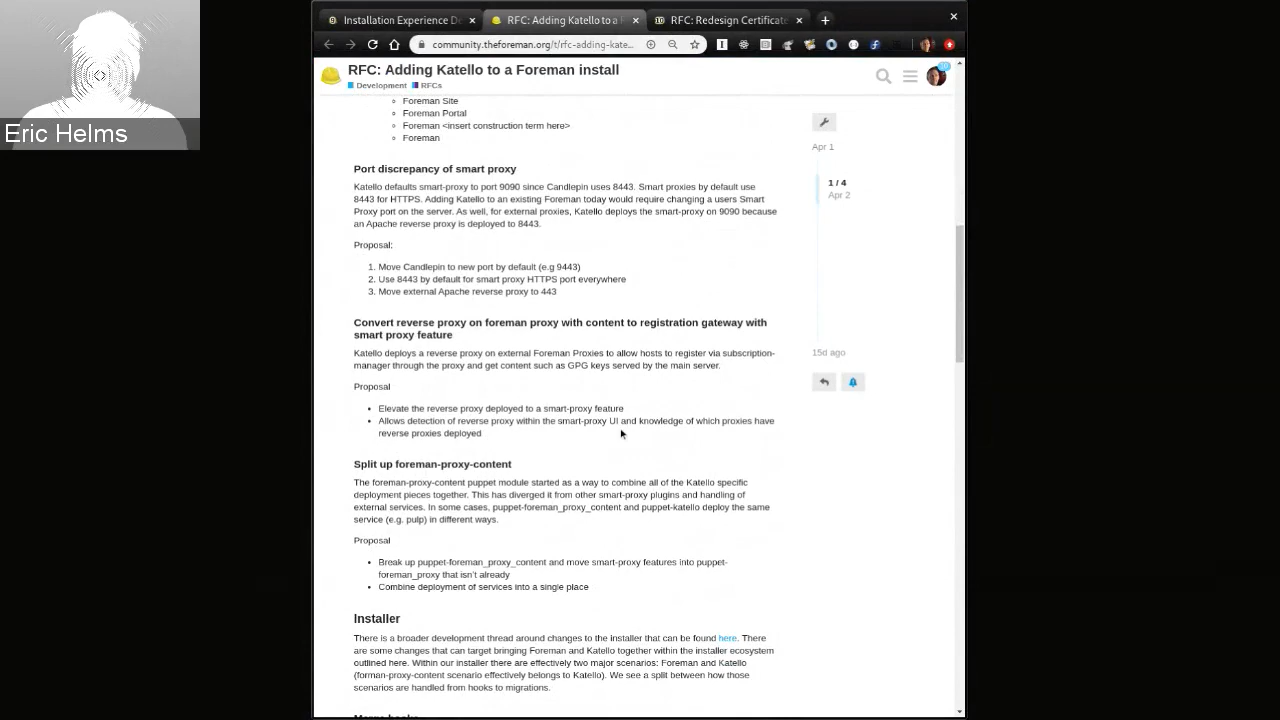 Installation Experience De
RFC: Adding Katello to a F
RFC: Redesign Certificate
community.theforeman.org/t/rfc-adding-kate...
RFC: Adding Katello to a Foreman install
Development RFCs
Eric Helms
Foreman Site
Foreman Portal
Foreman <insert construction term here>
Foreman
Port discrepancy of smart proxy
Katello defaults smart-proxy to port 9090 since Candlepin uses 8443. Smart proxies by default use
8443 for HTTPS. Adding Katello to an existing Foreman today would require changing a users Smart
Proxy port on the server. As well, for external proxies, Katello deploys the smart-proxy on 9090 because
an Apache reverse proxy is deployed to 8443.
Proposal:
1. Move Candlepin to new port by default (e.g 9443)
2. Use 8443 by default for smart proxy HTTPS port everywhere
3. Move external Apache reverse proxy to 443
Convert reverse proxy on foreman proxy with content to registration gateway with
smart proxy feature
Katello deploys a reverse proxy on external Foreman Proxies to allow hosts to register via subscription-
manager through the proxy and get content such as GPG keys served by the main server.
Proposal
Elevate the reverse proxy deployed to a smart-proxy feature
Allows detection of reverse proxy within the smart-proxy UI and knowledge of which proxies have
reverse proxies deployed
Split up foreman-proxy-content
The foreman-proxy-content puppet module started as a way to combine all of the Katello specific
deployment pieces together. This has diverged it from other smart-proxy plugins and handling of
external services. In some cases, puppet-foreman_proxy_content and puppet-katello deploy the same
service (e.g. pulp) in different ways.
Proposal
Break up puppet-foreman_proxy_content and move smart-proxy features into puppet-
foreman_proxy that isn't already
Combine deployment of services into a single place
Installer
There is a broader development thread around changes to the installer that can be found here. There
are some changes that can target bringing Foreman and Katello together within the installer ecosystem
outlined here. Within our installer there are effectively two major scenarios: Foreman and Katello
(forman-proxy-content scenario effectively belongs to Katello). We see a split between how those
scenarios are handled from hooks to migrations.
Apr 1
1 / 4
Apr 2
15d ago